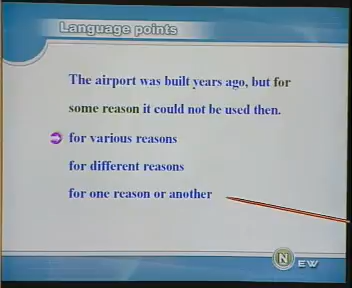 Language points
The airport was built years ago, but for
some reason it could not be used then.
for various reasons
for different reasons
for one reason or another
NEW